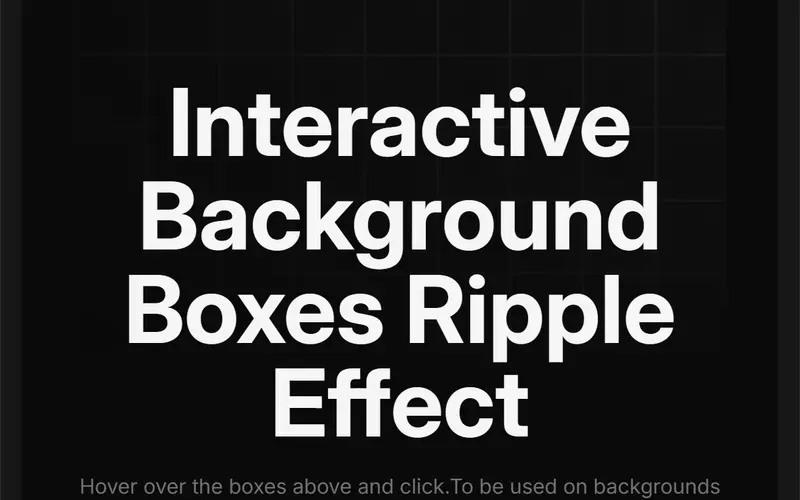 Interactive
Background
Boxes Ripple
Effect
Hover over the boxes above and click.To be used on backgrounds